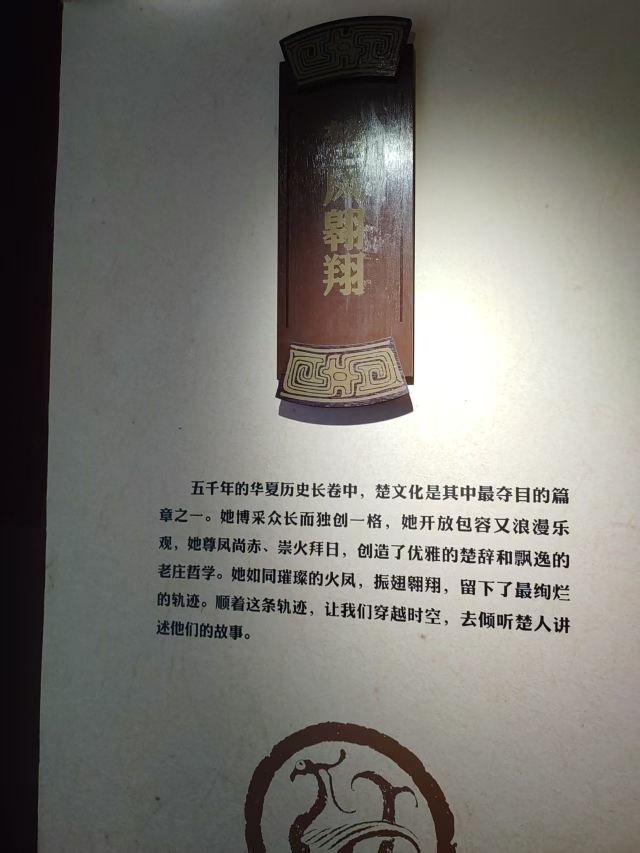 凤翱翔
五千年的华夏历史长卷中，楚文化是其中最夺目的篇
章之一。她博采众长而独创一格，她开放包容又浪漫乐
观，她尊凤尚赤、崇火拜日，创造了优雅的楚辞和飘逸的
老庄哲学。她如同璀璨的火凤，振翅翱翔，留下了最绚烂
的轨迹。顺着这条轨迹，让我们穿越时空，去倾听楚人讲
述他们的故事。